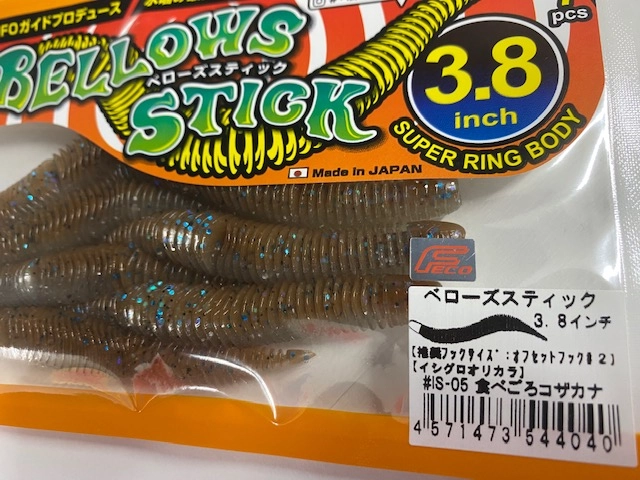 FOガイドプロデュース
BELLOWS
ベローズスティック
STICK
3.8
inch
pcs
SUPER RING BODY
Made in JAPAN
FECO
ベローズスティック
3.8インチ
【推奨フックサイズ:オフセットフック#2】
【イシグロオリカラ】
#IS-05 食べごろコザカナ
4571473544040